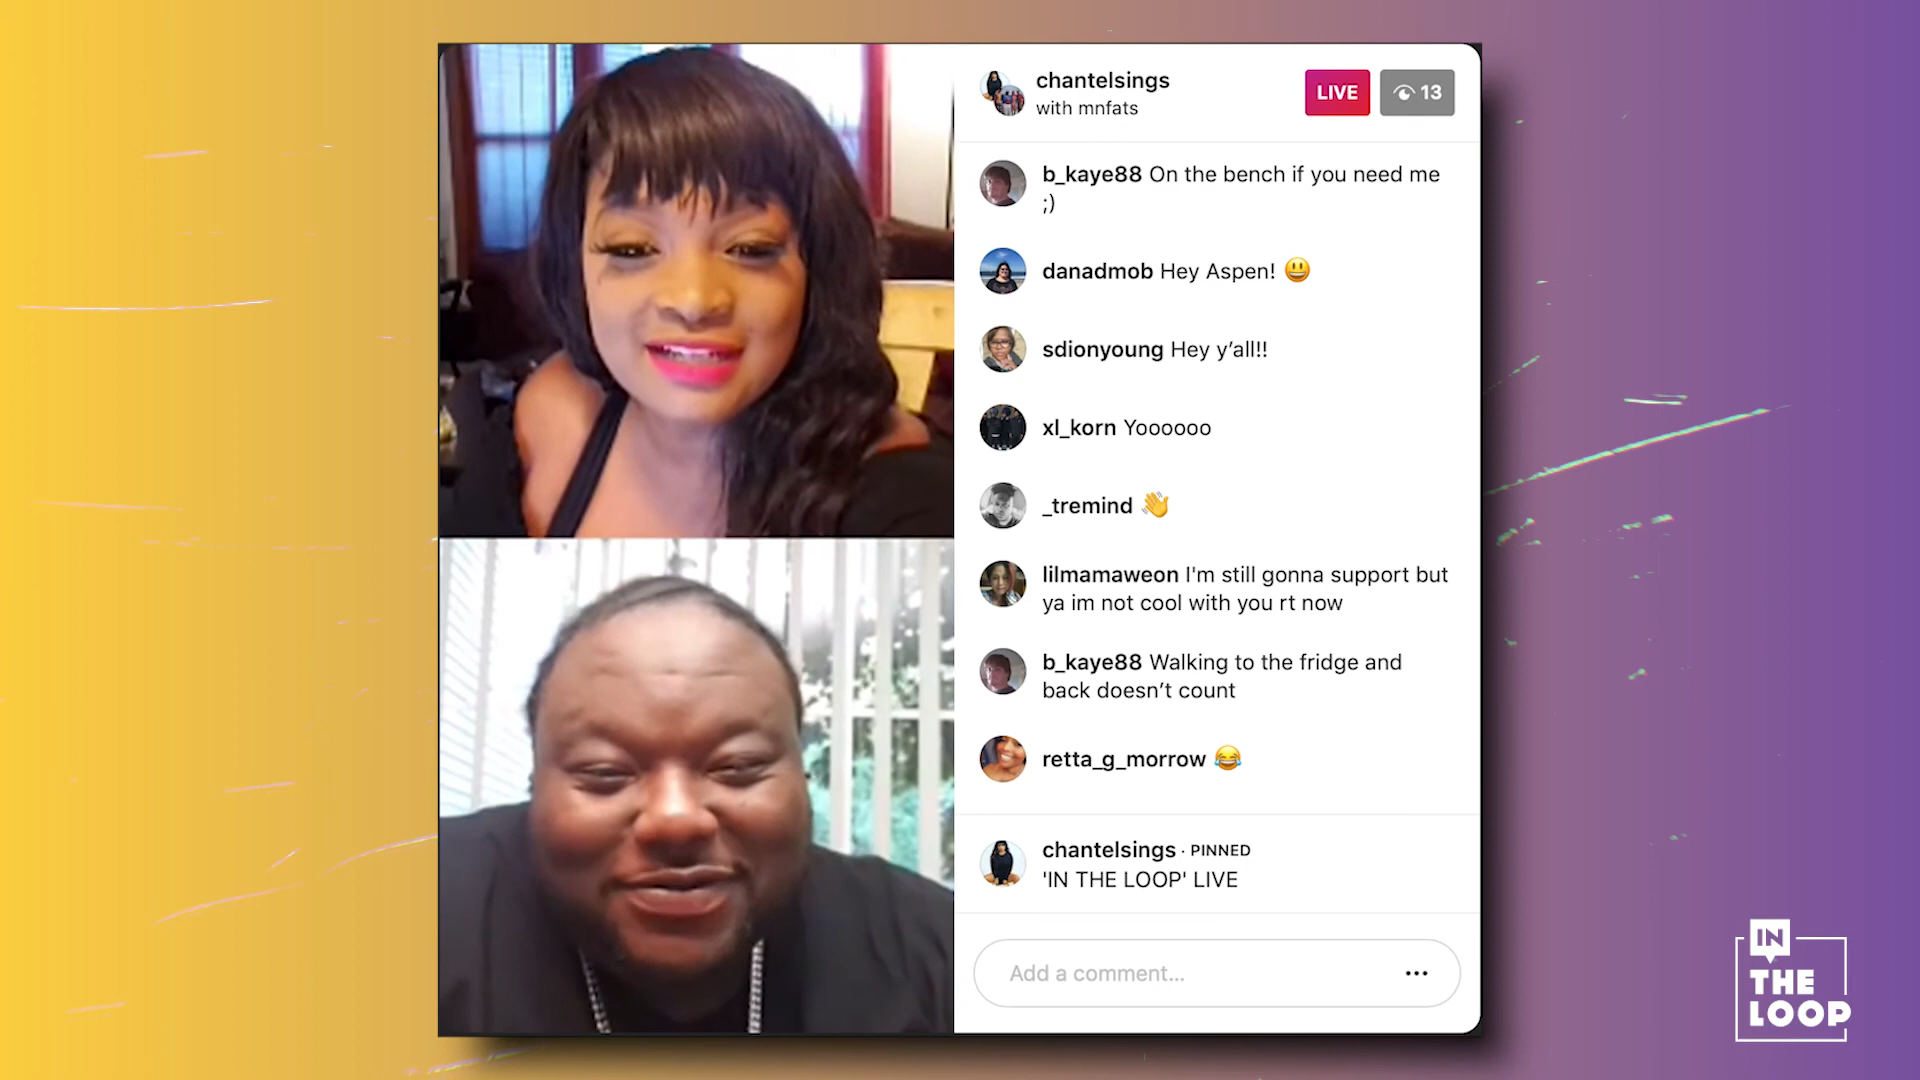 chantelsings
with mnfats
LIVE
13
b_kaye88 On the bench if you need me
;)
danadmob Hey Aspen! 😃
sdionyoung Hey y’all!!
xl_korn Yoooooo
_tremind 👋
lilmamaweon I'm still gonna support but
ya im not cool with you rt now
b_kaye88 Walking to the fridge and
back doesn’t count
retta_g_morrow 😂
chantelsings · PINNED
'IN THE LOOP' LIVE
Add a comment...
IN
THE
LOOP